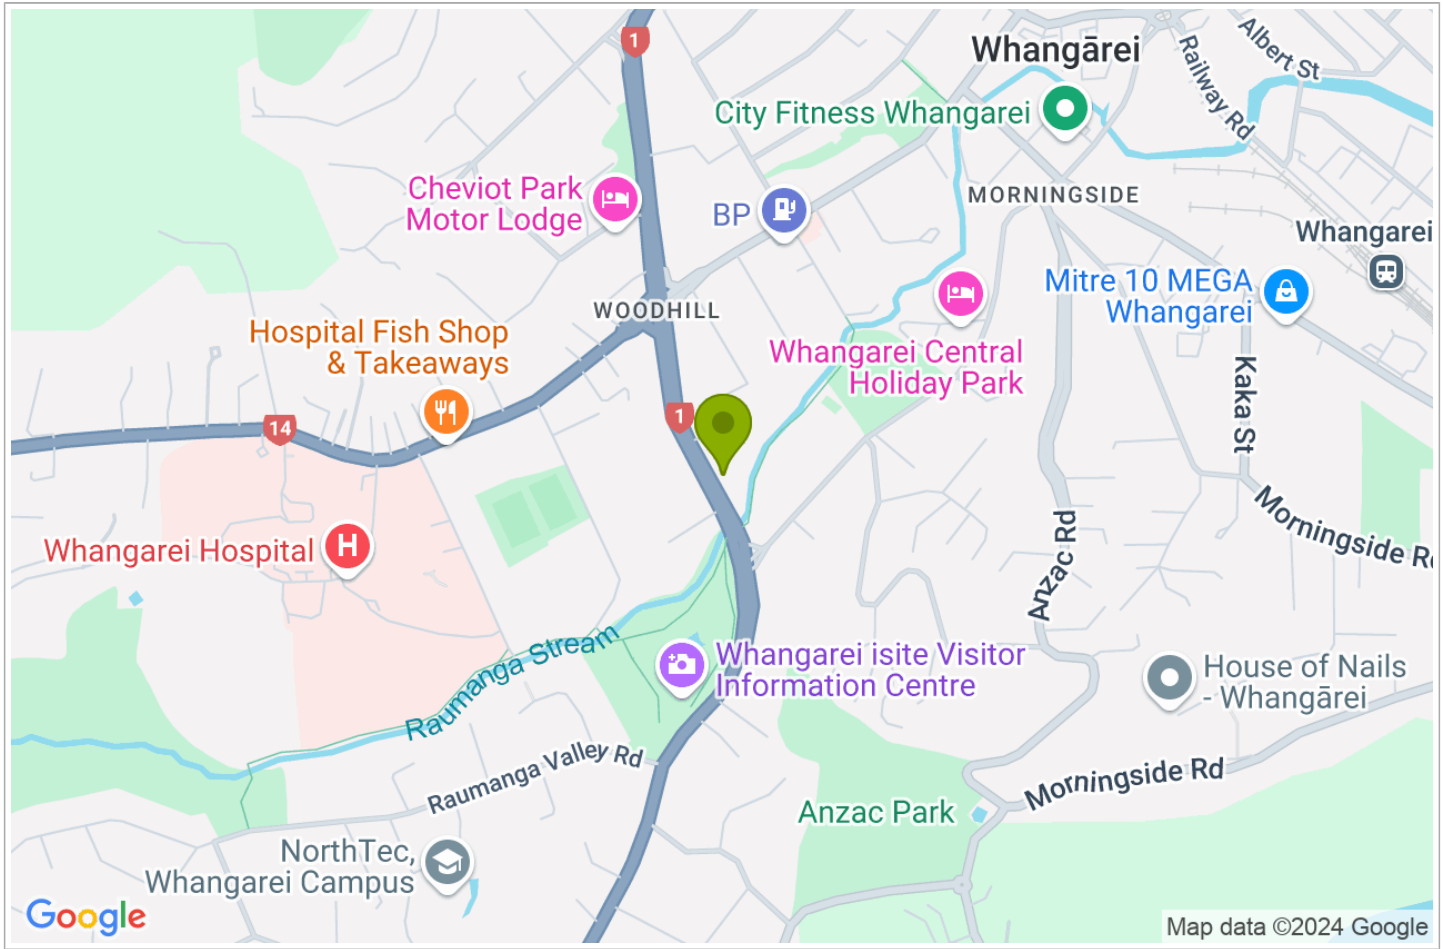 1
Whangārei
Albert St
Railway Rd
City Fitness Whangarei
Cheviot Park
Motor Lodge
BP
MORNINGSIDE
Whangarei
Mitre 10 MEGA
Whangarei
WOODHILL
Hospital Fish Shop
& Takeaways
Whangarei Central
Holiday Park
Kaka St
1
14
Morningside Rd
Whangarei Hospital
H
Anzac Rd
Raumanga Stream
Whangarei isite Visitor
Information Centre
House of Nails
- Whangārei
Raumanga Valley Rd
Morningside Rd
Anzac Park
NorthTec,
Whangarei Campus
Google
Map data ©2024 Google